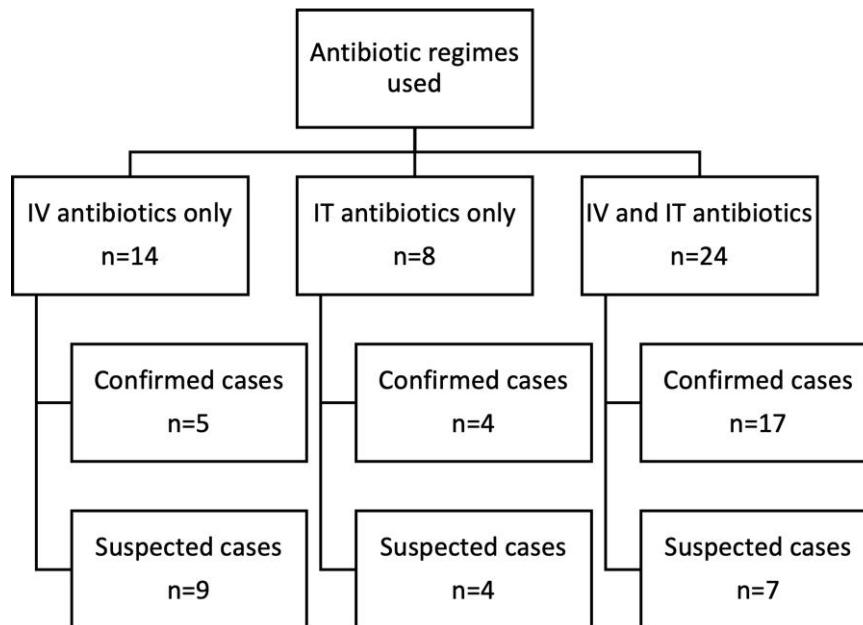 Antibiotic regimes
used
IV antibiotics only
n=14
IT antibiotics only
n=8
IV and IT antibiotics
n=24
Confirmed cases
n=5
Confirmed cases
n=4
Confirmed cases
n=17
Suspected cases
n=9
Suspected cases
n=4
Suspected cases
n=7